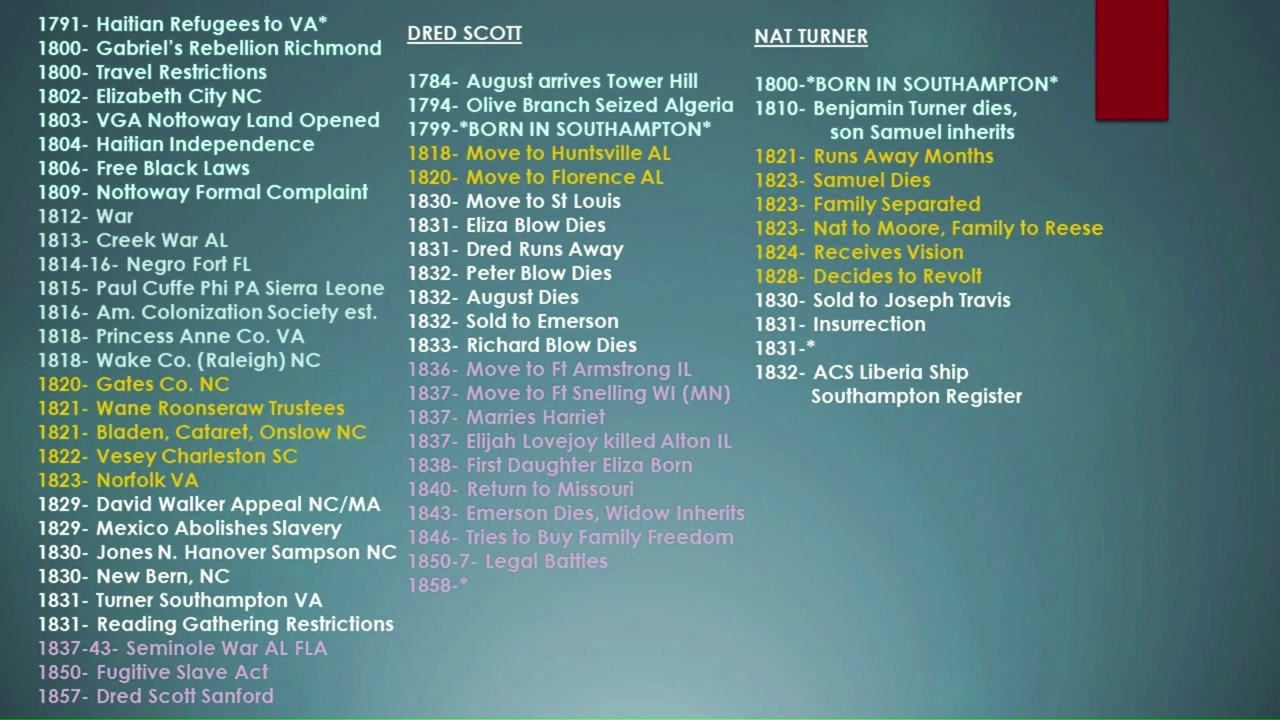 1791- Haitian Refugees to VA*
1800- Gabriel's Rebellion Richmond
1800- Travel Restrictions
1802- Elizabeth City NC
1803- VGA Nottoway Land Opened
1804- Haitian Independence
1806- Free Black Laws
1809- Nottoway Formal Complaint
1812- War
1813- Creek War AL
1814-16- Negro Fort FL
1815- Paul Cuffe Phi PA Sierra Leone
1816- Am. Colonization Society est.
1818- Princess Anne Co. VA
1818- Wake Co. (Raleigh) NC
1820- Gates Co. NC
1821- Wane Roonseraw Trustees
1821- Bladen, Cataret, Onslow NC
1822- Vesey Charleston SC
1823- Norfolk VA
1829- David Walker Appeal NC/MA
1829- Mexico Abolishes Slavery
1830- Jones N. Hanover Sampson NC
1830- New Bern, NC
1831- Turner Southampton VA
1831- Reading Gathering Restrictions
1837-43- Seminole War AL FLA
1850- Fugitive Slave Act
1857- Dred Scott Sanford
DRED SCOTT
1784- August arrives Tower Hill
1794- Olive Branch Seized Algeria
1799-*BORN IN SOUTHAMPTON*
1818- Move to Huntsville AL
1820- Move to Florence AL
1830- Move to St Louis
1831- Eliza Blow Dies
1831- Dred Runs Away
1832- Peter Blow Dies
1832- August Dies
1832- Sold to Emerson
1833- Richard Blow Dies
1836- Move to Ft Armstrong IL
1837- Move to Ft Snelling WI (MN)
1837- Marries Harriet
1837- Elijah Lovejoy killed Alton IL
1838- First Daughter Eliza Born
1840- Return to Missouri
1843- Emerson Dies, Widow Inherits
1846- Tries to Buy Family Freedom
1850-7- Legal Battles
1858-*
NAT TURNER
1800-*BORN IN SOUTHAMPTON*
1810- Benjamin Turner dies,
son Samuel inherits
1821- Runs Away Months
1823- Samuel Dies
1823- Family Separated
1823- Nat to Moore, Family to Reese
1824- Receives Vision
1828- Decides to Revolt
1830- Sold to Joseph Travis
1831- Insurrection
1831-*
1832- ACS Liberia Ship
Southampton Register